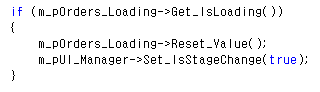 if (m_pOrders_Loading->Get_IsLoading())
{
    m_pOrders_Loading->Reset_Value();
    m_pUI_Manager->Set_IsStageChange(true);
}